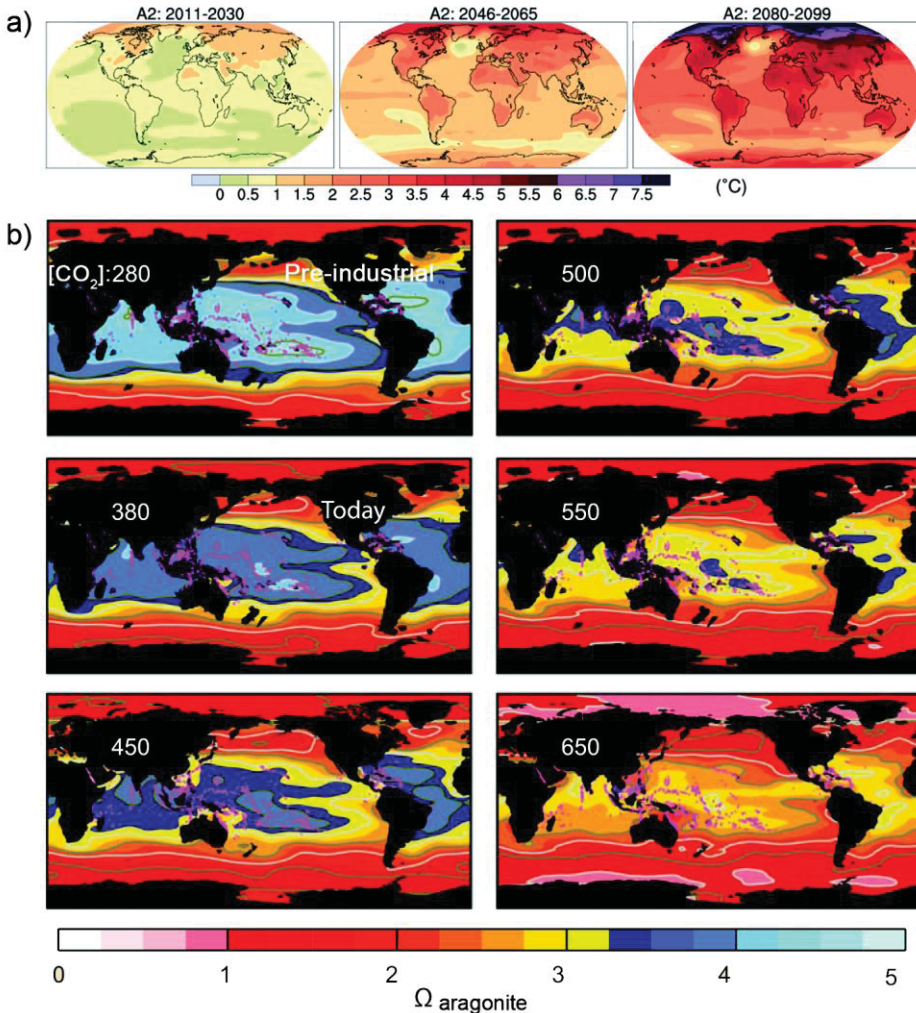 a)
A2: 2011-2030 A2: 2046-2065 A2: 2080-2099
0 0.5 1 1.5 2 2.5 3 3.5 4 4.5 5 5.5 6 6.5 7 7.5 (°C)
b)
[CO₂]:280 Pre-industrial 500
380 Today 550
450 650
0 1 2 3 4 5
Ω aragonite